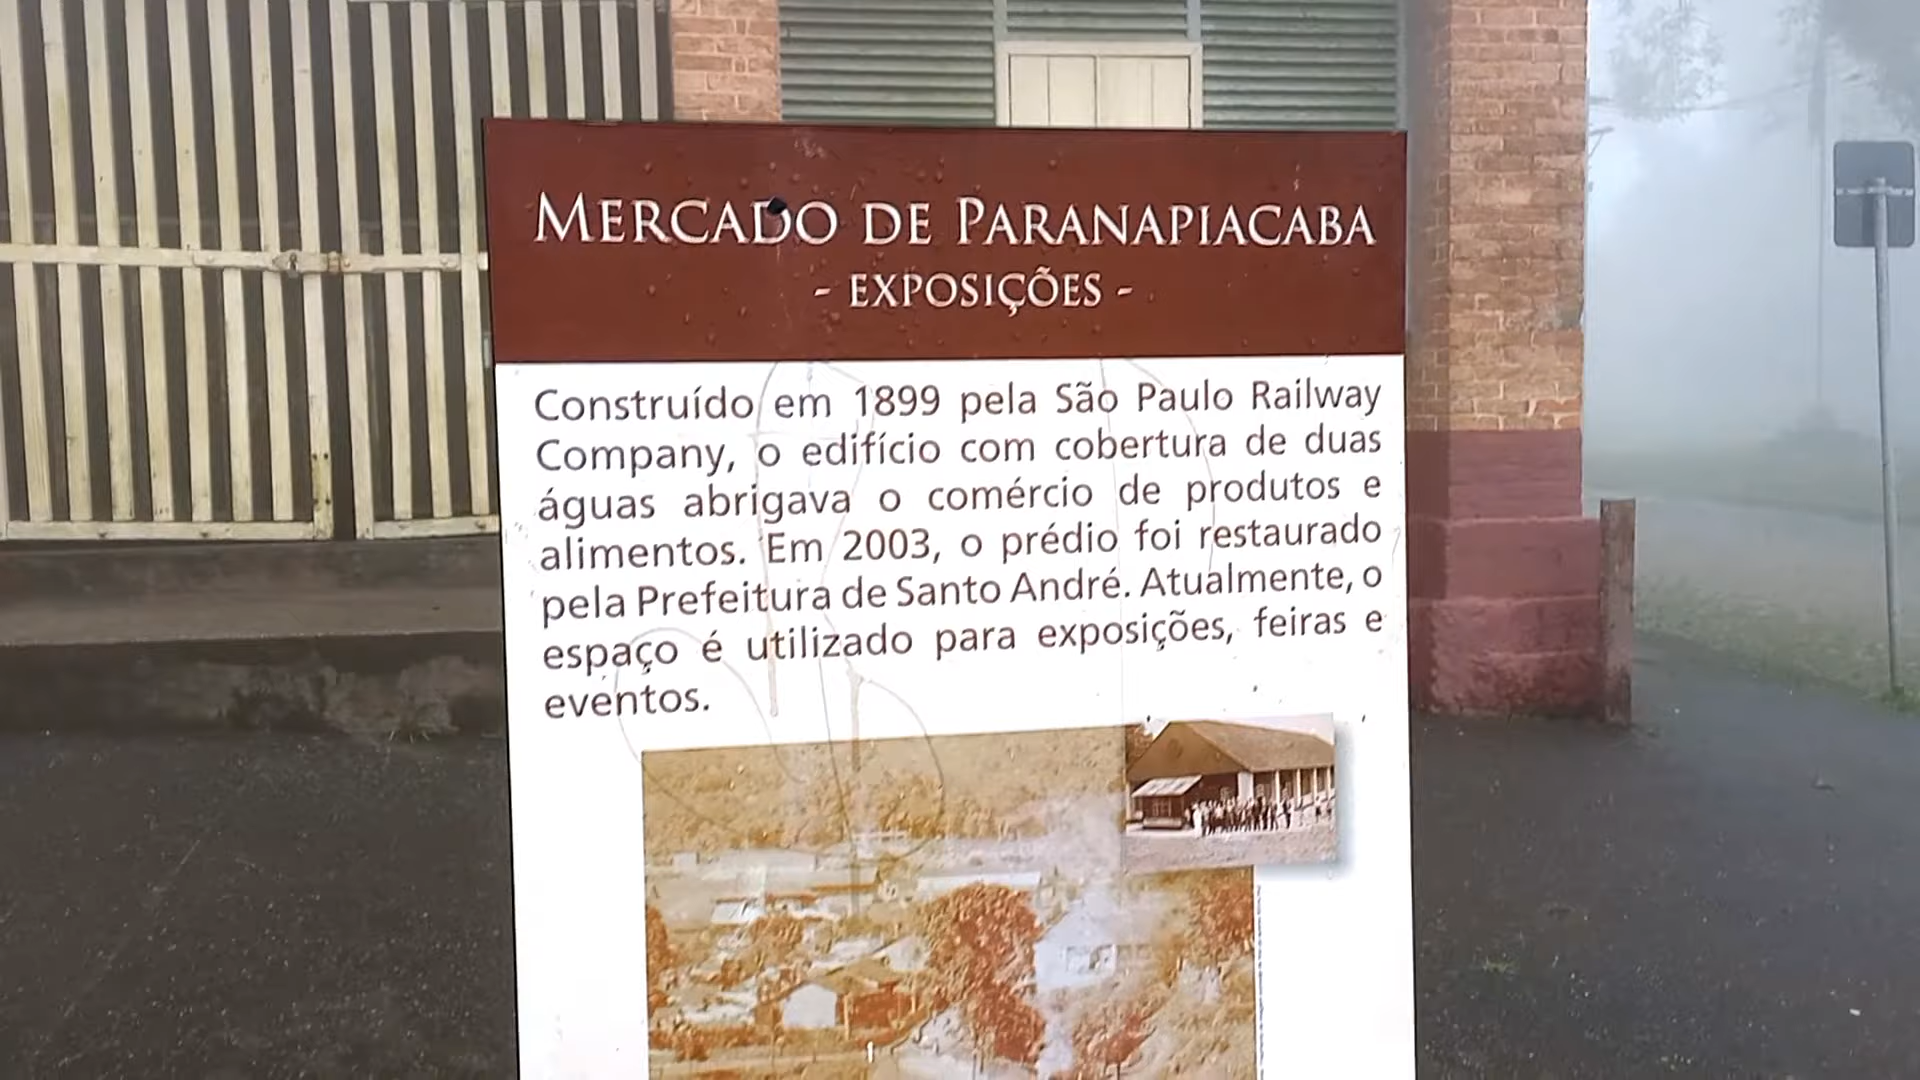 MERCADO DE PARANAPIACABA
- EXPOSIÇÕES -
Construído em 1899 pela São Paulo Railway
Company, o edifício com cobertura de duas
águas abrigava o comércio de produtos e
alimentos. Em 2003, o prédio foi restaurado
pela Prefeitura de Santo André. Atualmente, o
espaço é utilizado para exposições, feiras e
eventos.